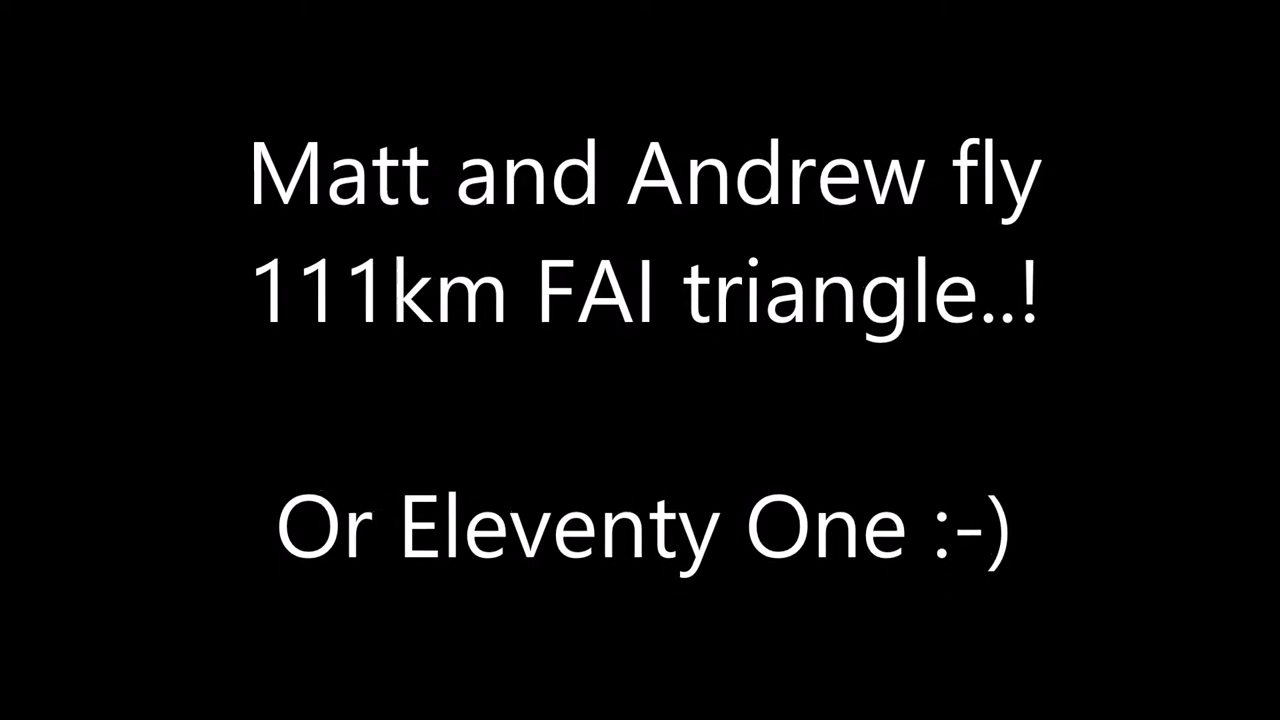 Matt and Andrew fly
111km FAI triangle..!
Or Eleventy One :-)